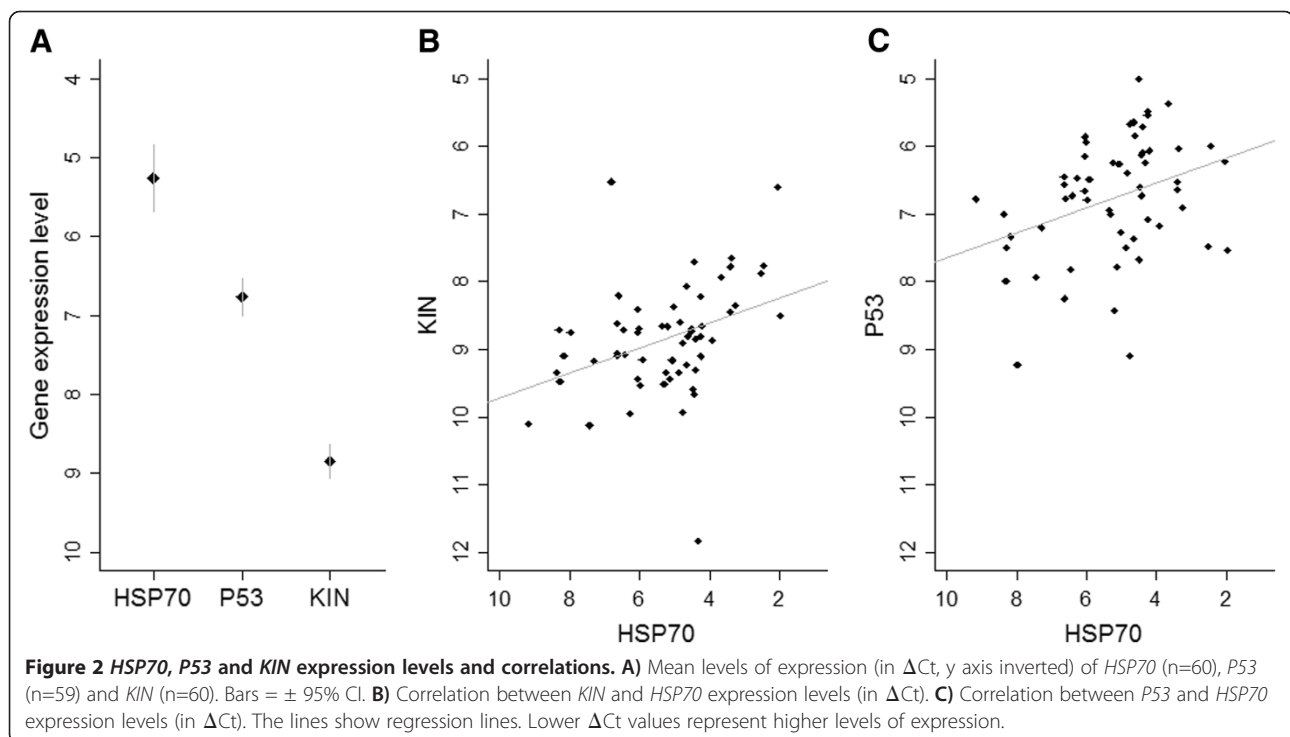 A
B
C
Gene expression level
4
5
6
7
8
9
10
HSP70 P53 KIN
KIN
5
6
7
8
9
10
11
12
10 8 6 4 2
HSP70
P53
5
6
7
8
9
10
11
12
10 8 6 4 2
HSP70
Figure 2 HSP70, P53 and KIN expression levels and correlations. A) Mean levels of expression (in ΔCt, y axis inverted) of HSP70 (n=60), P53
(n=59) and KIN (n=60). Bars = ± 95% CI. B) Correlation between KIN and HSP70 expression levels (in ΔCt). C) Correlation between P53 and HSP70
expression levels (in ΔCt). The lines show regression lines. Lower ΔCt values represent higher levels of expression.